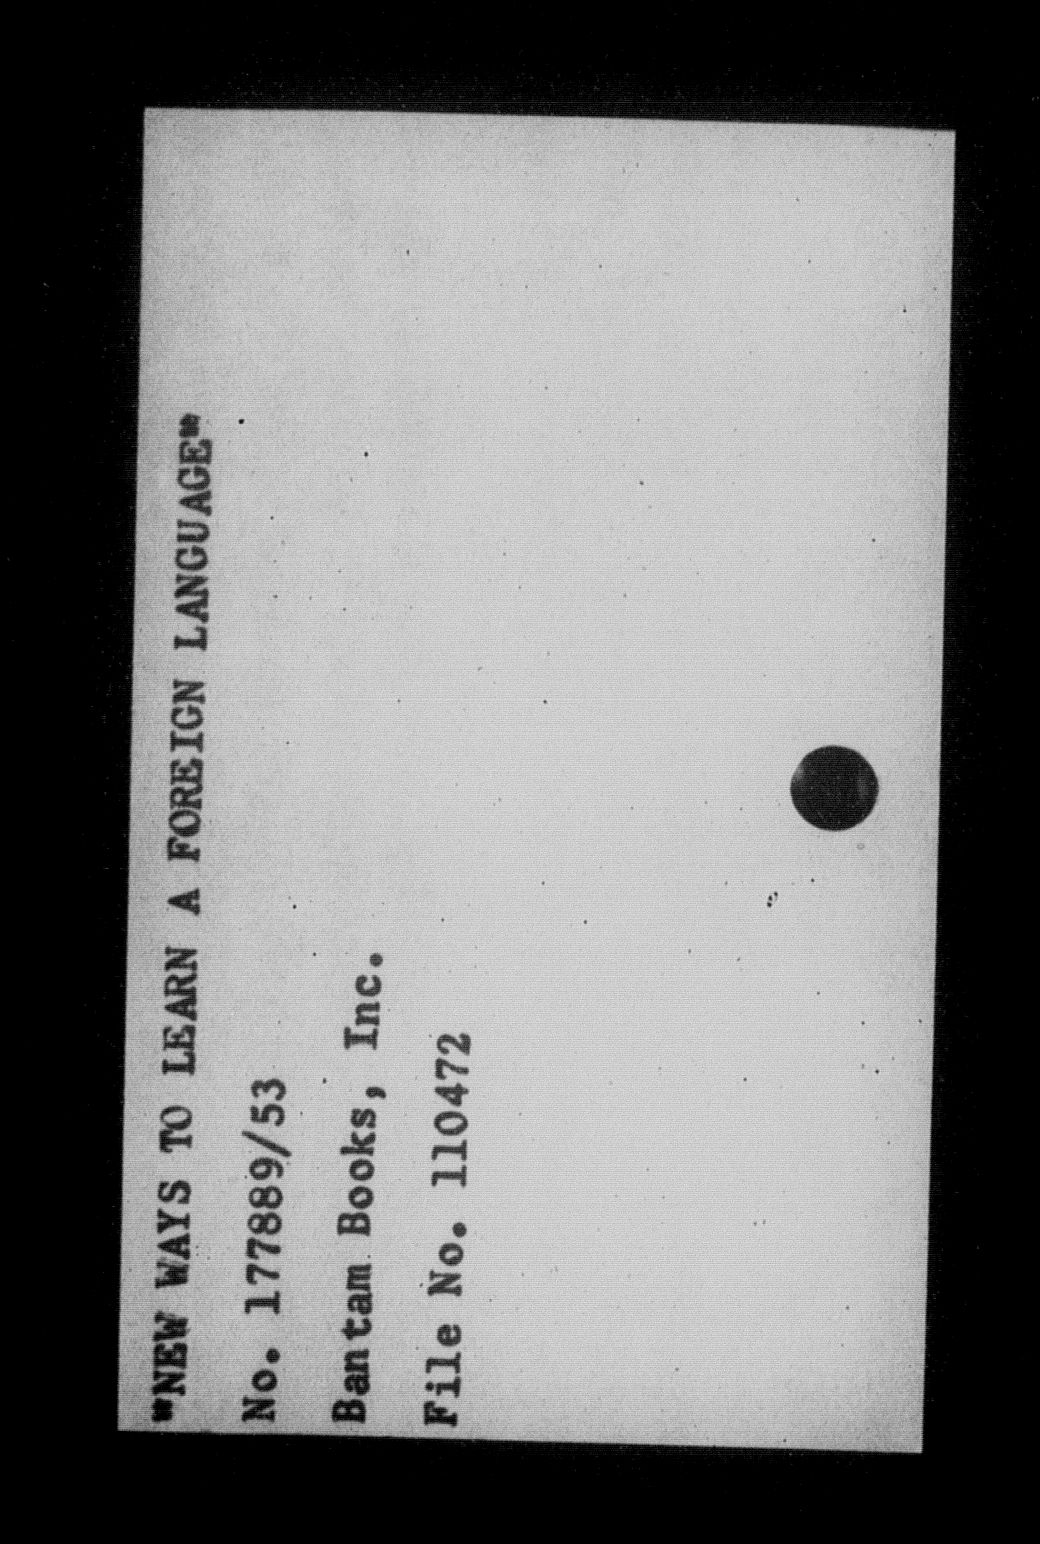 "NEW WAYS TO LEARN A FOREIGN LANGUAGE"
No. 177889/53
Bantam Books, Inc.
File No. 110472